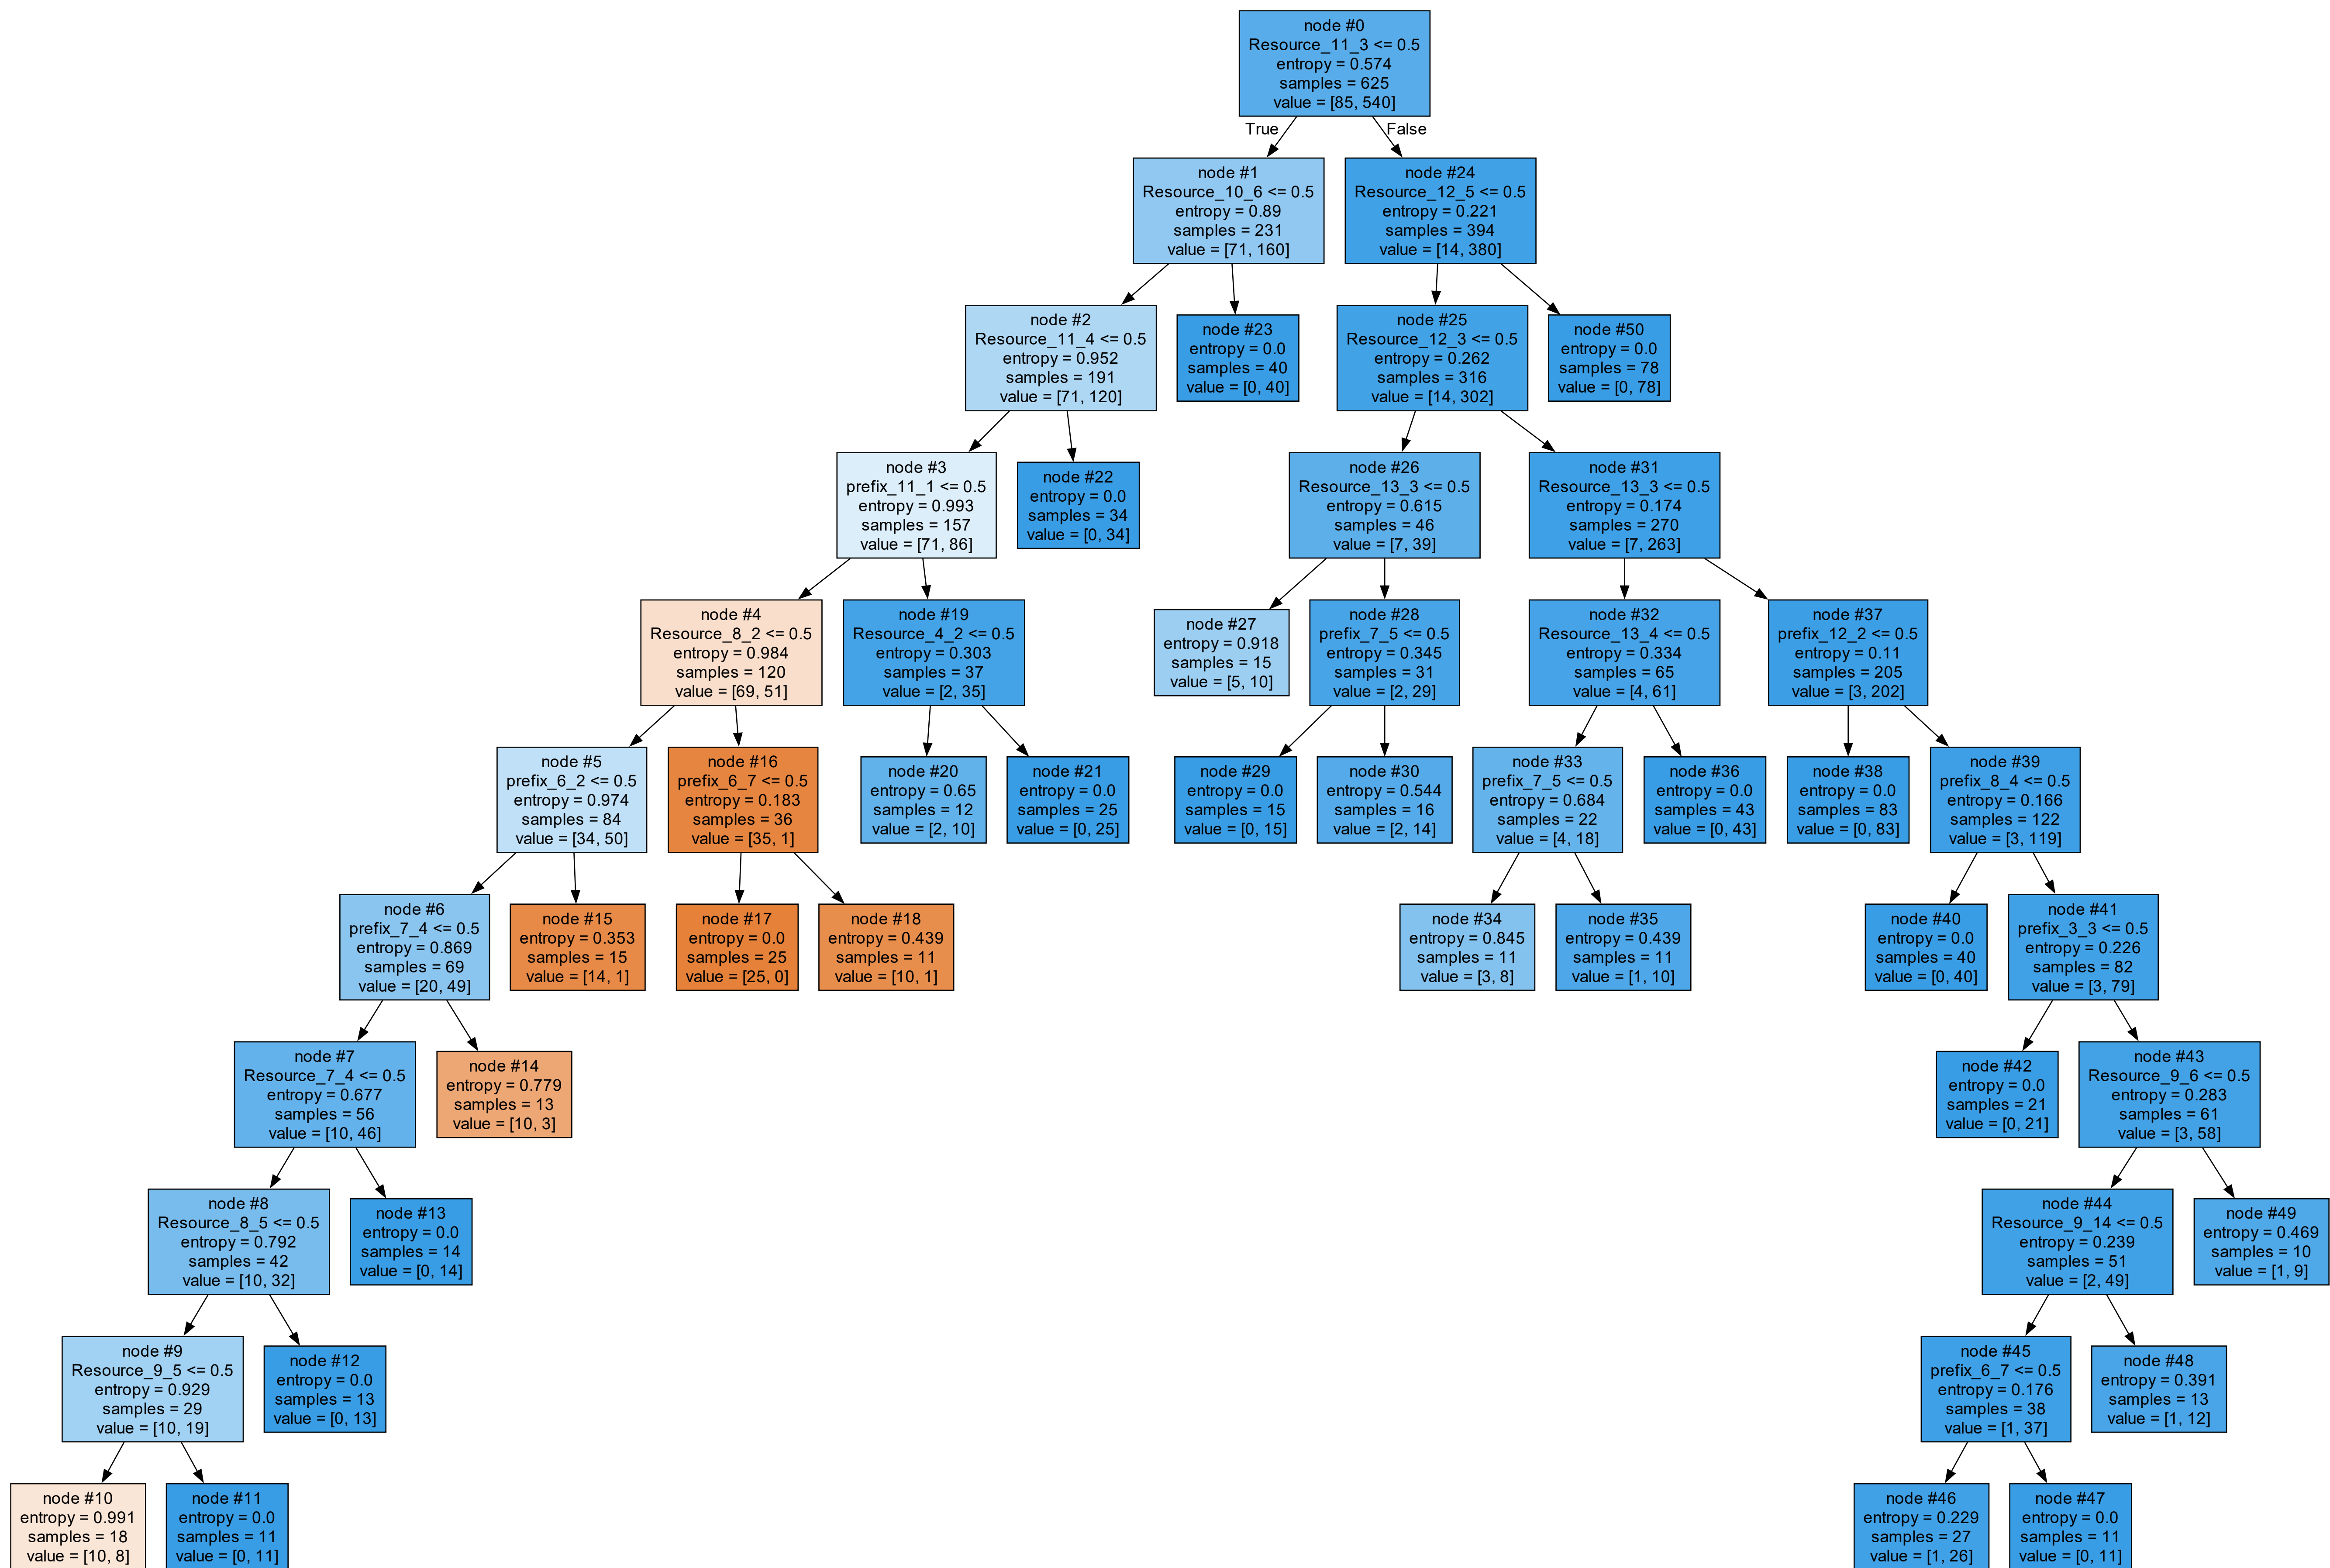 node #0
Resource_11_3 <= 0.5
entropy = 0.574
samples = 625
value = [85, 540]
True
False
node #1
Resource_10_6 <= 0.5
entropy = 0.89
samples = 231
value = [71, 160]
node #24
Resource_12_5 <= 0.5
entropy = 0.221
samples = 394
value = [14, 380]
node #2
Resource_11_4 <= 0.5
entropy = 0.952
samples = 191
value = [71, 120]
node #23
entropy = 0.0
samples = 40
value = [0, 40]
node #25
Resource_12_3 <= 0.5
entropy = 0.262
samples = 316
value = [14, 302]
node #50
entropy = 0.0
samples = 78
value = [0, 78]
node #3
prefix_11_1 <= 0.5
entropy = 0.993
samples = 157
value = [71, 86]
node #22
entropy = 0.0
samples = 34
value = [0, 34]
node #26
Resource_13_3 <= 0.5
entropy = 0.615
samples = 46
value = [7, 39]
node #31
Resource_13_3 <= 0.5
entropy = 0.174
samples = 270
value = [7, 263]
node #4
Resource_8_2 <= 0.5
entropy = 0.984
samples = 120
value = [69, 51]
node #19
Resource_4_2 <= 0.5
entropy = 0.303
samples = 37
value = [2, 35]
node #27
entropy = 0.918
samples = 15
value = [5, 10]
node #28
prefix_7_5 <= 0.5
entropy = 0.345
samples = 31
value = [2, 29]
node #32
Resource_13_4 <= 0.5
entropy = 0.334
samples = 65
value = [4, 61]
node #37
prefix_12_2 <= 0.5
entropy = 0.11
samples = 205
value = [3, 202]
node #5
prefix_6_2 <= 0.5
entropy = 0.974
samples = 84
value = [34, 50]
node #16
prefix_6_7 <= 0.5
entropy = 0.183
samples = 36
value = [35, 1]
node #20
entropy = 0.65
samples = 12
value = [2, 10]
node #21
entropy = 0.0
samples = 25
value = [0, 25]
node #29
entropy = 0.0
samples = 15
value = [0, 15]
node #30
entropy = 0.544
samples = 16
value = [2, 14]
node #33
prefix_7_5 <= 0.5
entropy = 0.684
samples = 22
value = [4, 18]
node #36
entropy = 0.0
samples = 43
value = [0, 43]
node #38
entropy = 0.0
samples = 83
value = [0, 83]
node #39
prefix_8_4 <= 0.5
entropy = 0.166
samples = 122
value = [3, 119]
node #6
prefix_7_4 <= 0.5
entropy = 0.869
samples = 69
value = [20, 49]
node #15
entropy = 0.353
samples = 15
value = [14, 1]
node #17
entropy = 0.0
samples = 25
value = [25, 0]
node #18
entropy = 0.439
samples = 11
value = [10, 1]
node #34
entropy = 0.845
samples = 11
value = [3, 8]
node #35
entropy = 0.439
samples = 11
value = [1, 10]
node #40
entropy = 0.0
samples = 40
value = [0, 40]
node #41
prefix_3_3 <= 0.5
entropy = 0.226
samples = 82
value = [3, 79]
node #7
Resource_7_4 <= 0.5
entropy = 0.677
samples = 56
value = [10, 46]
node #14
entropy = 0.779
samples = 13
value = [10, 3]
node #42
entropy = 0.0
samples = 21
value = [0, 21]
node #43
Resource_9_6 <= 0.5
entropy = 0.283
samples = 61
value = [3, 58]
node #8
Resource_8_5 <= 0.5
entropy = 0.792
samples = 42
value = [10, 32]
node #13
entropy = 0.0
samples = 14
value = [0, 14]
node #44
Resource_9_14 <= 0.5
entropy = 0.239
samples = 51
value = [2, 49]
node #49
entropy = 0.469
samples = 10
value = [1, 9]
node #9
Resource_9_5 <= 0.5
entropy = 0.929
samples = 29
value = [10, 19]
node #12
entropy = 0.0
samples = 13
value = [0, 13]
node #45
prefix_6_7 <= 0.5
entropy = 0.176
samples = 38
value = [1, 37]
node #48
entropy = 0.391
samples = 13
value = [1, 12]
node #10
entropy = 0.991
samples = 18
value = [10, 8]
node #11
entropy = 0.0
samples = 11
value = [0, 11]
node #46
entropy = 0.229
samples = 27
value = [1, 26]
node #47
entropy = 0.0
samples = 11
value = [0, 11]